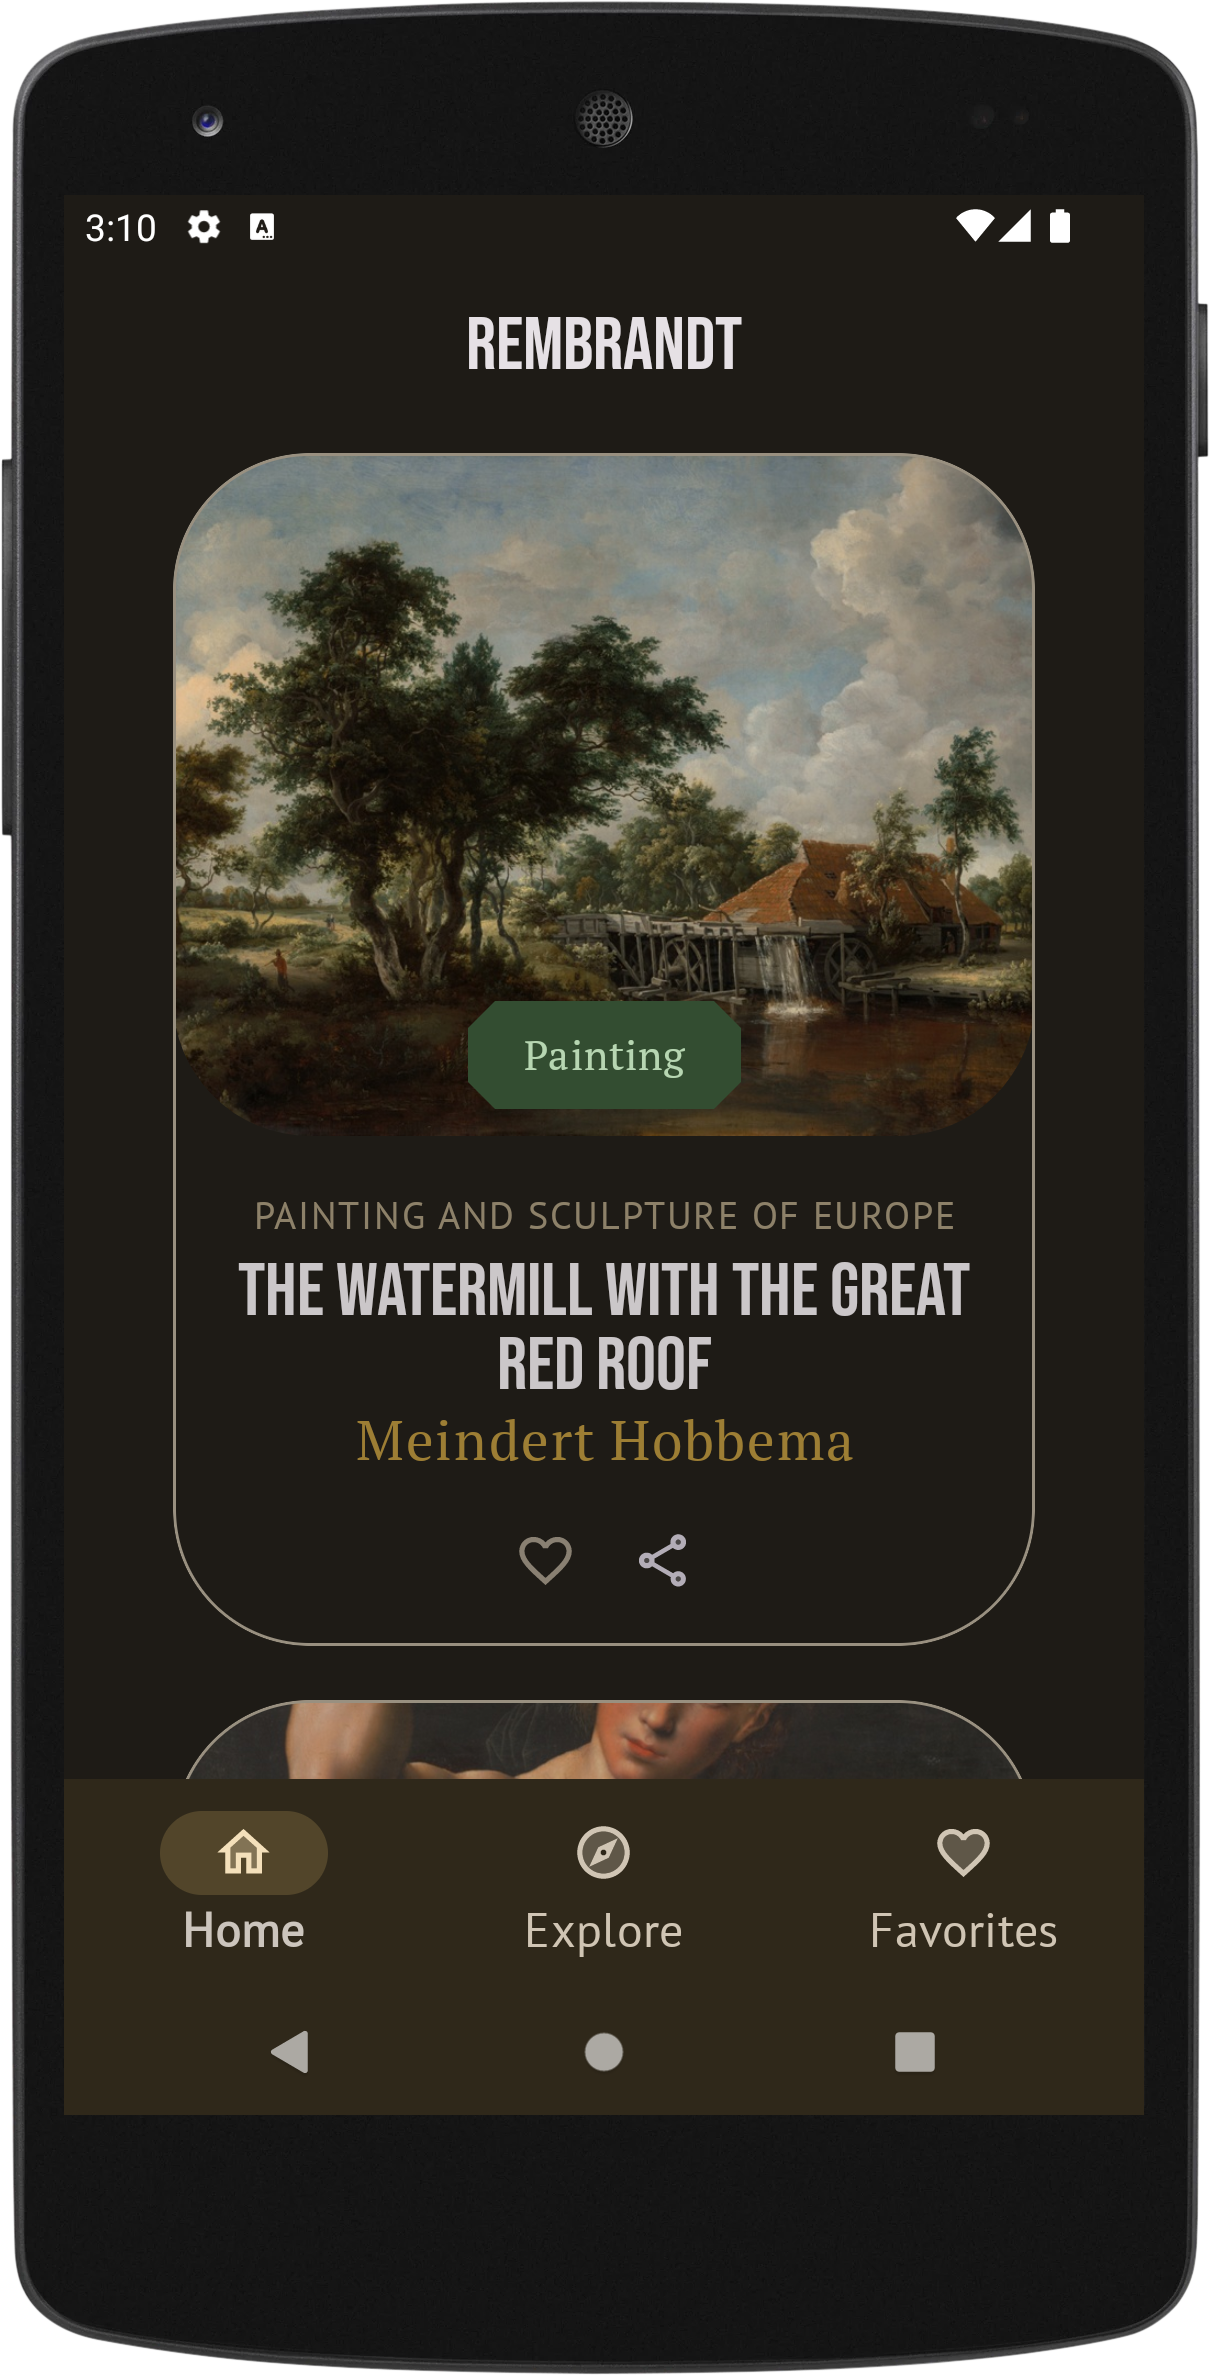 3:10
REMBRANDT
Painting
PAINTING AND SCULPTURE OF EUROPE
THE WATERMILL WITH THE GREAT
RED ROOF
Meindert Hobbema
Home
Explore
Favorites